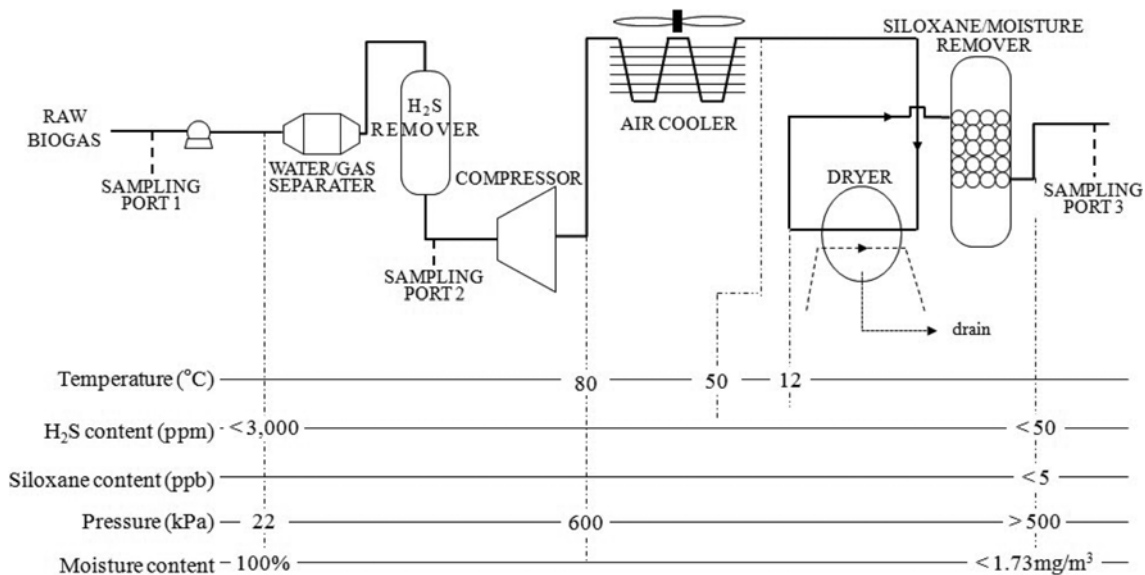 SILOXANE/MOISTURE
REMOVER
RAW
BIOGAS
H₂S
REMOVER
AIR COOLER
SAMPLING
PORT 1
WATER/GAS
SEPARATER
COMPRESSOR
DRYER
SAMPLING
PORT 3
SAMPLING
PORT 2
drain
Temperature (°C) 80 50 12
H₂S content (ppm) <3,000 <50
Siloxane content (ppb) <5
Pressure (kPa) 22 600 >500
Moisture content 100% <1.73mg/m³